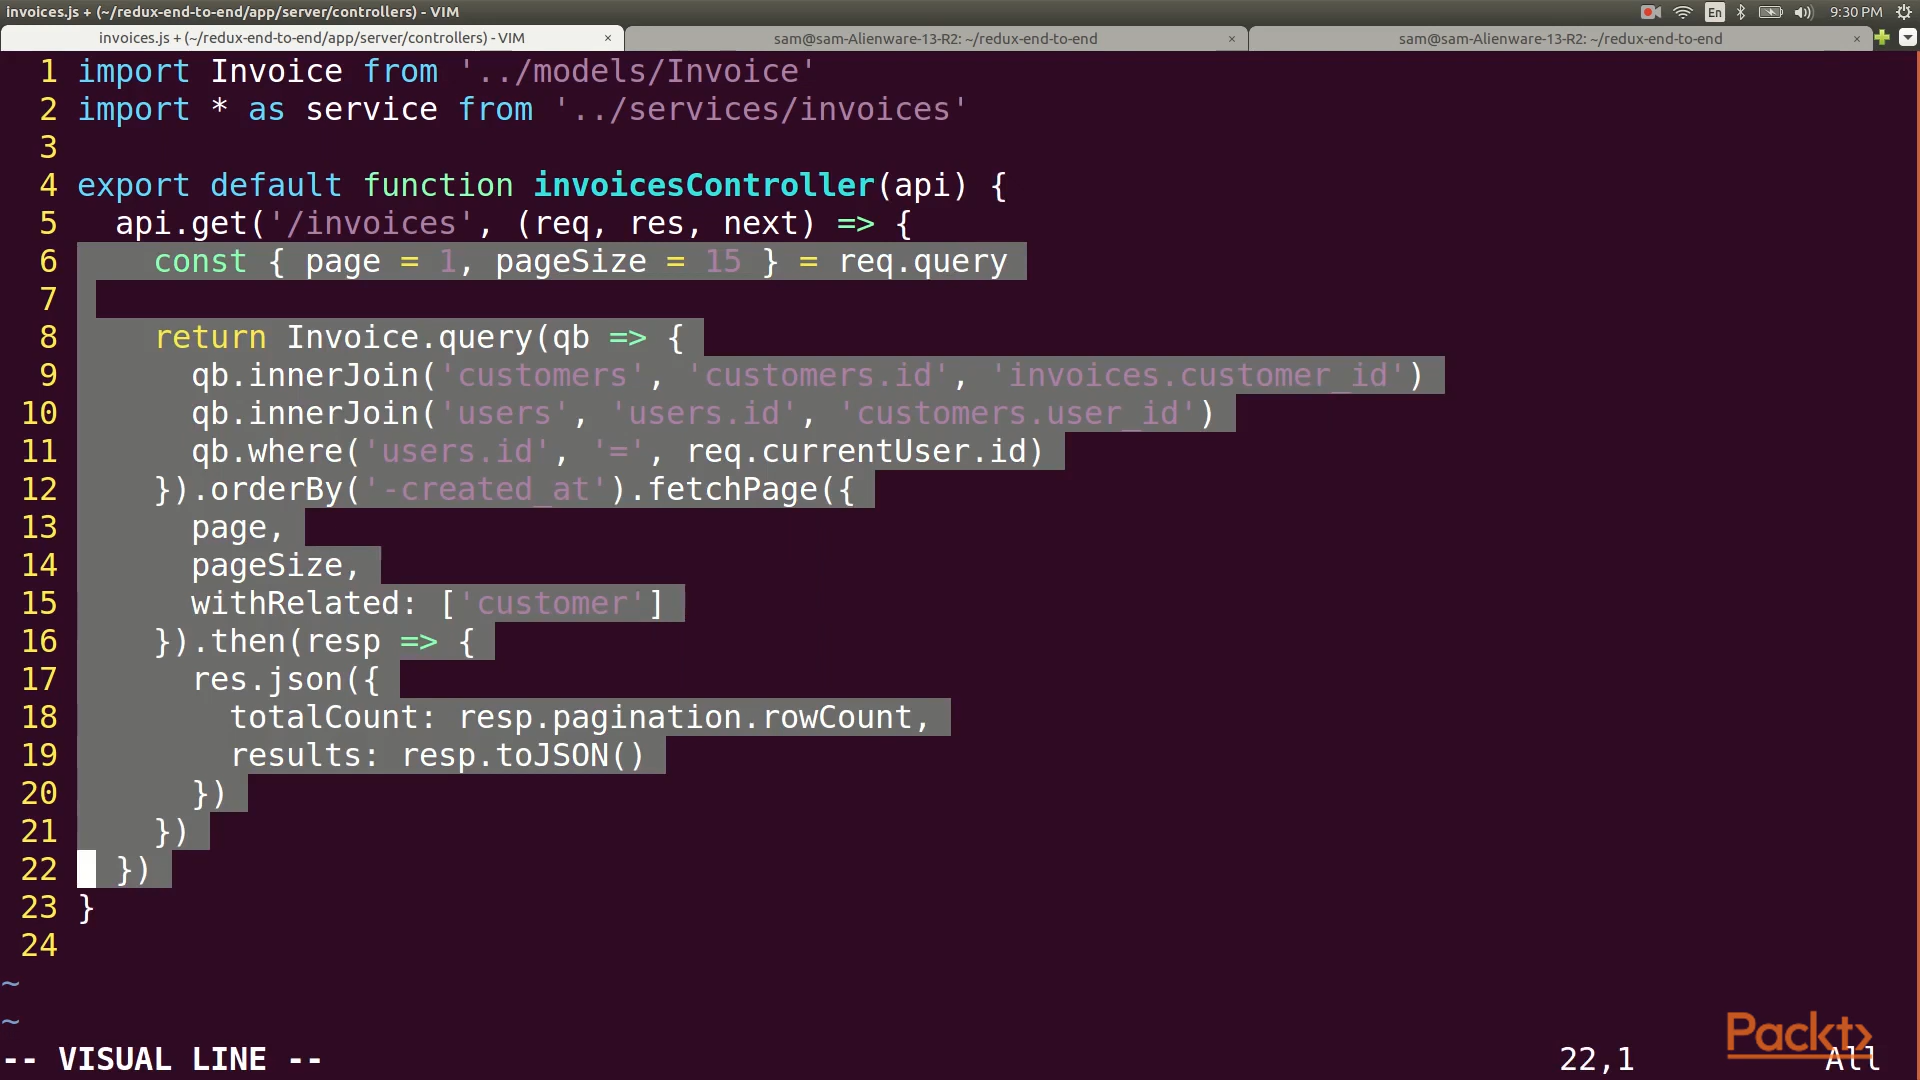 invoices.js + (~/redux-end-to-end/app/server/controllers) - VIM
En 9:30 PM
invoices.js + (~/redux-end-to-end/app/server/controllers) - VIM × sam@sam-Alienware-13-R2: ~/redux-end-to-end × sam@sam-Alienware-13-R2: ~/redux-end-to-end ×
1 import Invoice from '../models/Invoice'
2 import * as service from '../services/invoices'
3
4 export default function invoicesController(api) {
5   api.get('/invoices', (req, res, next) => {
6     const { page = 1, pageSize = 15 } = req.query
7
8     return Invoice.query(qb => {
9       qb.innerJoin('customers', 'customers.id', 'invoices.customer_id')
10       qb.innerJoin('users', 'users.id', 'customers.user_id')
11       qb.where('users.id', '=', req.currentUser.id)
12     }).orderBy('-created_at').fetchPage({
13       page,
14       pageSize,
15       withRelated: ['customer']
16     }).then(resp => {
17       res.json({
18         totalCount: resp.pagination.rowCount,
19         results: resp.toJSON()
20       })
21     })
22   })
23 }
24
~
~
Packt>
-- VISUAL LINE -- 22,1 All